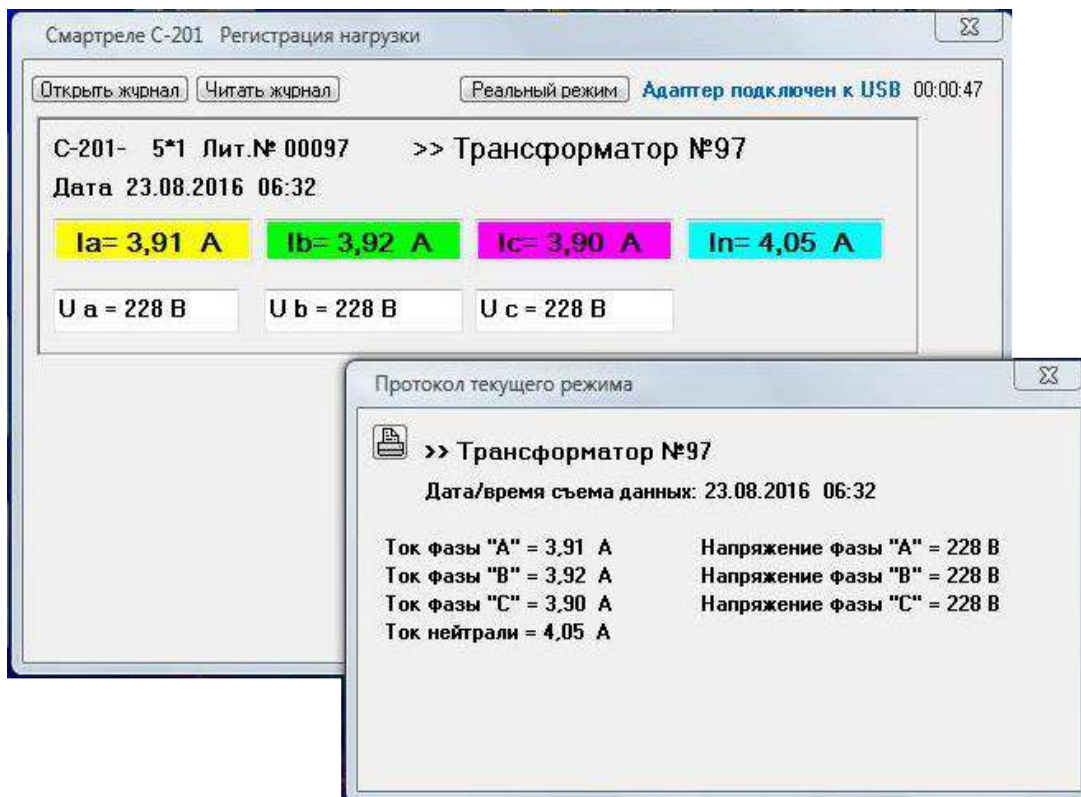 Смартреле С-201 Регистрация нагрузки
Открыть журнал Читать журнал Реальный режим Адаптер подключен к USB 00:00:47
С-201- 5*1 Лит.№ 00097 >> Трансформатор №97
Дата 23.08.2016 06:32
Ia= 3,91 A Ib= 3,92 A Ic= 3,90 A In= 4,05 A
U a = 228 В U b = 228 В U c = 228 В
Протокол текущего режима
>> Трансформатор №97
Дата/время съема данных: 23.08.2016 06:32
Ток фазы "А" = 3,91 А Напряжение фазы "А" = 228 В
Ток фазы "В" = 3,92 А Напряжение фазы "В" = 228 В
Ток фазы "С" = 3,90 А Напряжение фазы "С" = 228 В
Ток нейтрали = 4,05 А